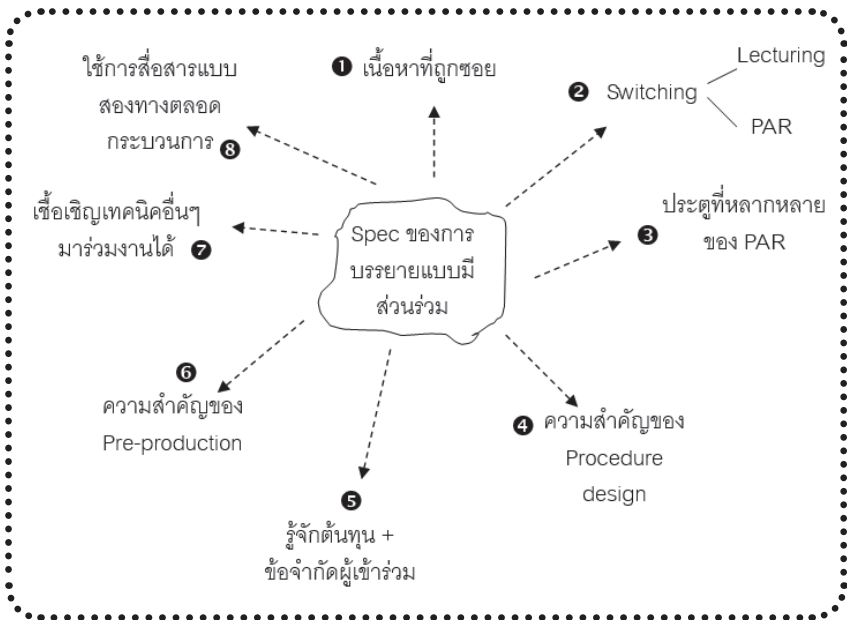 Spec ของการ
บรรยายแบบมี
ส่วนร่วม
❶ เนื้อหาที่ถูกซอย
❷ Switching
Lecturing
PAR
❸ ประตูที่หลากหลาย
ของ PAR
❹ ความสำคัญของ
Procedure
design
❺
รู้จักต้นทุน +
ข้อจำกัดผู้เข้าร่วม
❻
ความสำคัญของ
Pre-production
เชื้อเชิญเทคนิคอื่นๆ
มาร่วมงานได้ ❼
ใช้การสื่อสารแบบ
สองทางตลอด
กระบวนการ ❽